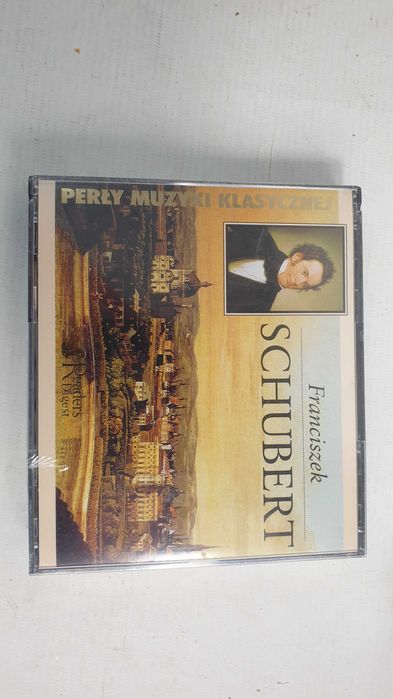 PERŁY MUZYKI KLASYCZNEJ
Franciszek
SCHUBERT
Reader's
Digest